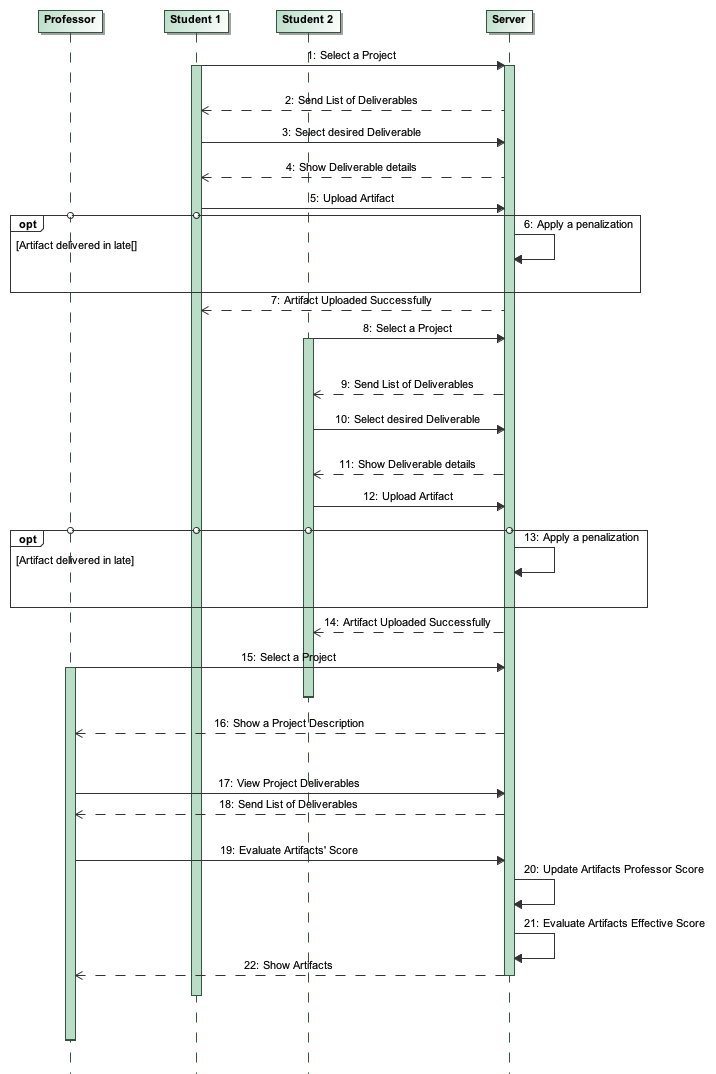 Professor
Student 1
Student 2
Server
1: Select a Project
2: Send List of Deliverables
3: Select desired Deliverable
4: Show Deliverable details
5: Upload Artifact
opt
6: Apply a penalization
[Artifact delivered in late[]
7: Artifact Uploaded Successfully
8: Select a Project
9: Send List of Deliverables
10: Select desired Deliverable
11: Show Deliverable details
12: Upload Artifact
opt
13: Apply a penalization
[Artifact delivered in late]
14: Artifact Uploaded Successfully
15: Select a Project
16: Show a Project Description
17: View Project Deliverables
18: Send List of Deliverables
19: Evaluate Artifacts' Score
20: Update Artifacts Professor Score
21: Evaluate Artifacts Effective Score
22: Show Artifacts